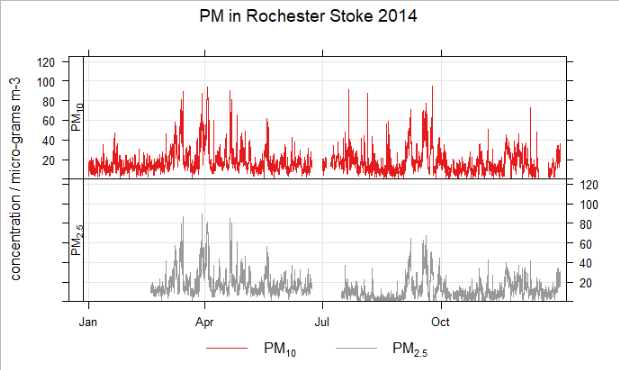 PM in Rochester Stoke 2014
concentration / micro-grams m-3
PM10
120
100
80
60
40
20
PM2.5
120
100
80
60
40
20
Jan Apr Jul Oct
PM10 PM2.5